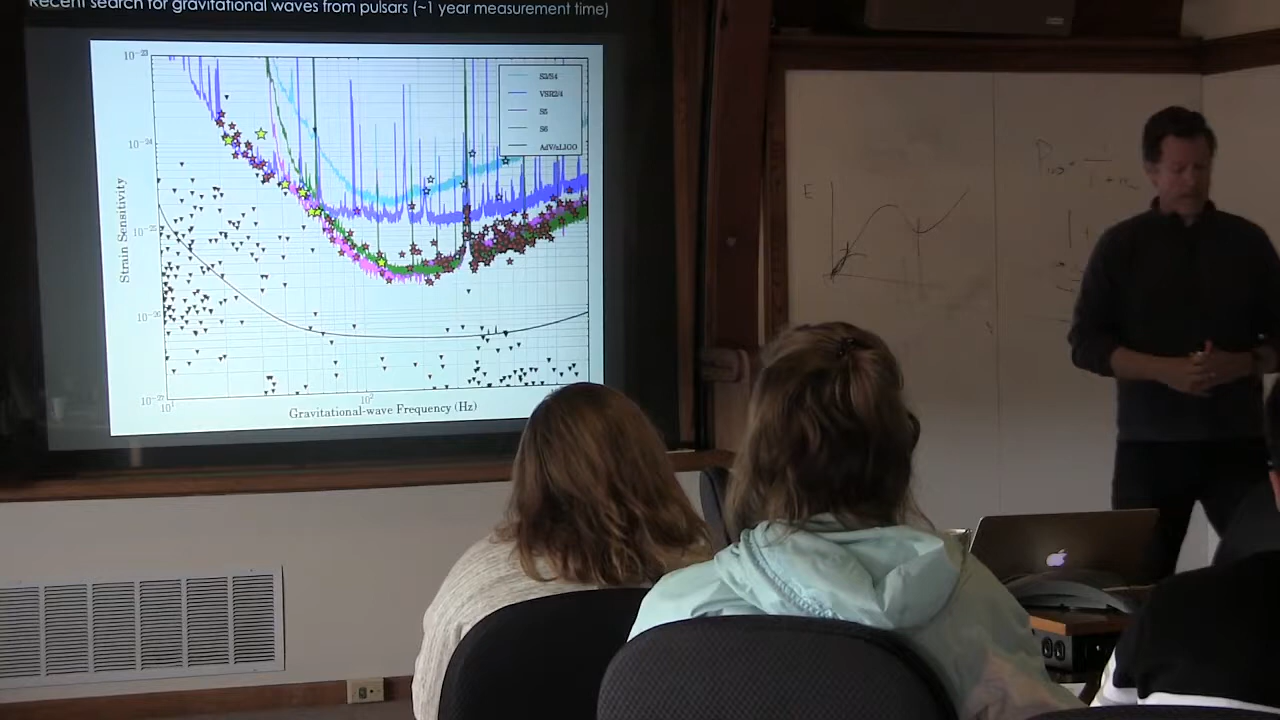 Recent search for gravitational waves from pulsars (~1 year measurement time)
10⁻²³
S3/S4
VSR2/4
S5
S6
AdV/aLIGO
10⁻²⁴
10⁻²⁵
10⁻²⁶
10⁻²⁷
Strain Sensitivity
10¹
10²
Gravitational-wave Frequency (Hz)
E